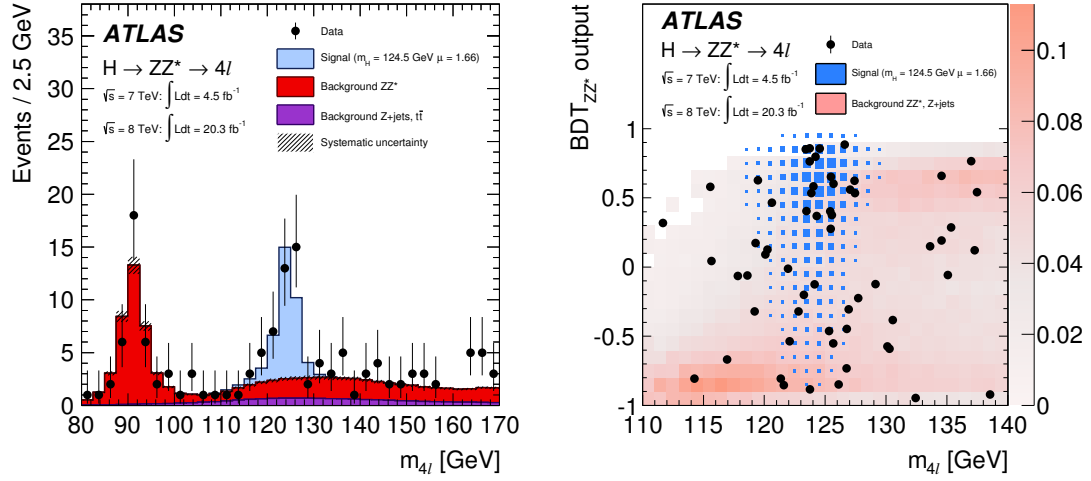 ATLAS
H → ZZ* → 4l
√s = 7 TeV: ∫Ldt = 4.5 fb⁻¹
√s = 8 TeV: ∫Ldt = 20.3 fb⁻¹
Data
Signal (m_H = 124.5 GeV μ = 1.66)
Background ZZ*
Background Z+jets, tt̄
Systematic uncertainty
Events / 2.5 GeV
35
30
25
20
15
10
5
0
80 90 100 110 120 130 140 150 160 170
m_4l [GeV]
ATLAS
H → ZZ* → 4l
√s = 7 TeV: ∫Ldt = 4.5 fb⁻¹
√s = 8 TeV: ∫Ldt = 20.3 fb⁻¹
Data
Signal (m_H = 124.5 GeV μ = 1.66)
Background ZZ*, Z+jets
BDT_ZZ* output
1
0.5
0
-0.5
-1
110 115 120 125 130 135 140
m_4l [GeV]
0.1
0.08
0.06
0.04
0.02
0